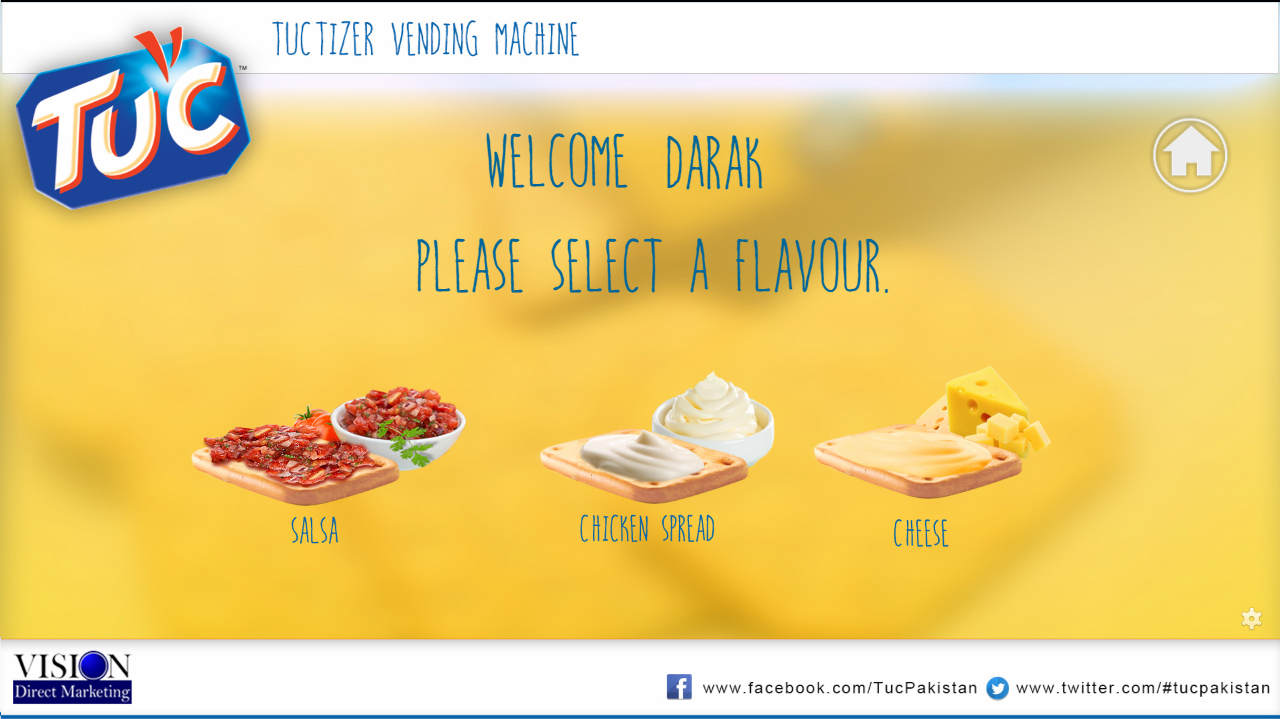 TUCTIZER VENDING MACHINE
TUC ™
WELCOME DARAK
PLEASE SELECT A FLAVOUR.
SALSA
CHICKEN SPREAD
CHEESE
VISION
Direct Marketing
www.facebook.com/TucPakistan
www.twitter.com/#tucpakistan